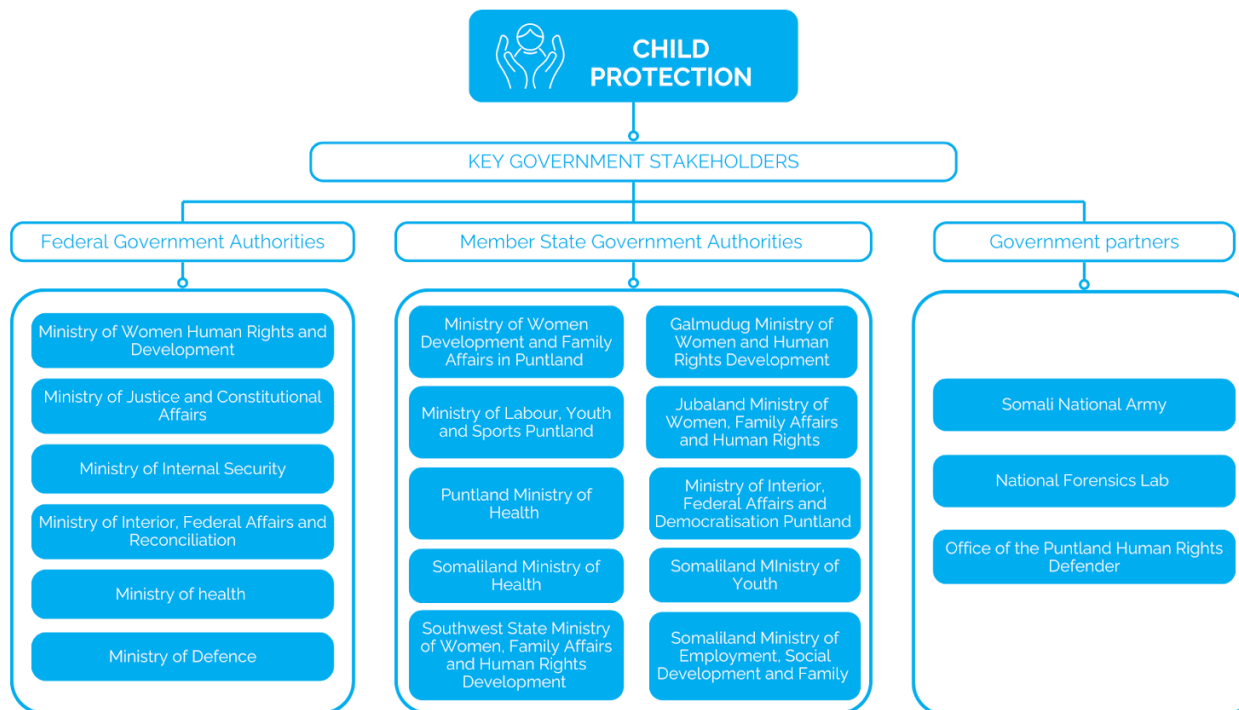 CHILD
PROTECTION
KEY GOVERNMENT STAKEHOLDERS
Federal Government Authorities
Ministry of Women Human Rights and
Development
Ministry of Justice and Constitutional
Affairs
Ministry of Internal Security
Ministry of Interior, Federal Affairs and
Reconciliation
Ministry of health
Ministry of Defence
Member State Government Authorities
Ministry of Women
Development and Family
Affairs in Puntland
Galmudug Ministry of
Women and Human
Rights Development
Ministry of Labour, Youth
and Sports Puntland
Jubaland Ministry of
Women, Family Affairs
and Human Rights
Puntland Ministry of
Health
Ministry of Interior,
Federal Affairs and
Democratisation Puntland
Somaliland Ministry of
Health
Somaliland MInistry of
Youth
Southwest State Ministry
of Women, Family Affairs
and Human Rights
Development
Somaliland Ministry of
Employment, Social
Development and Family
Government partners
Somali National Army
National Forensics Lab
Office of the Puntland Human Rights
Defender